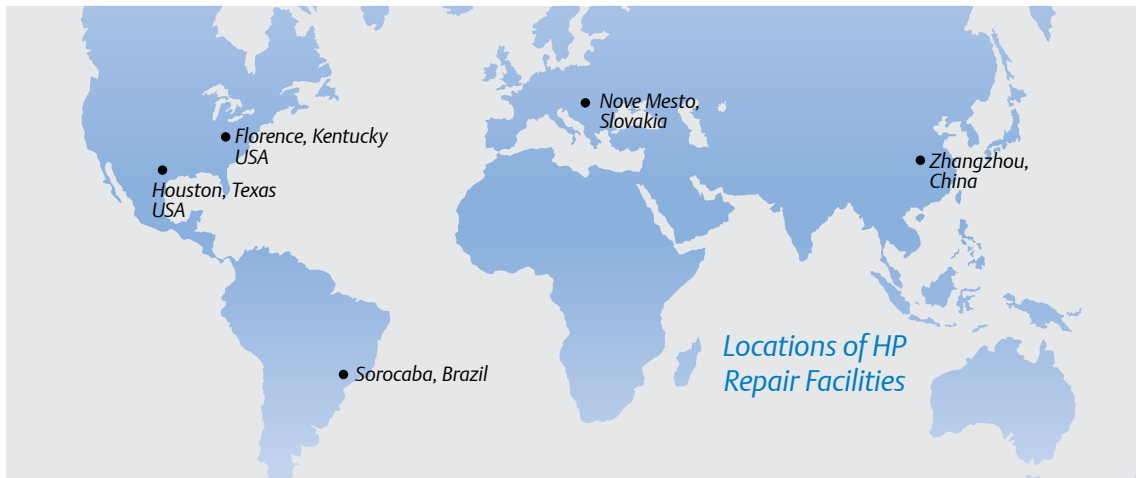 Nove Mesto,
Slovakia
Florence, Kentucky
USA
Zhangzhou,
China
Houston, Texas
USA
Locations of HP
Repair Facilities
Sorocaba, Brazil